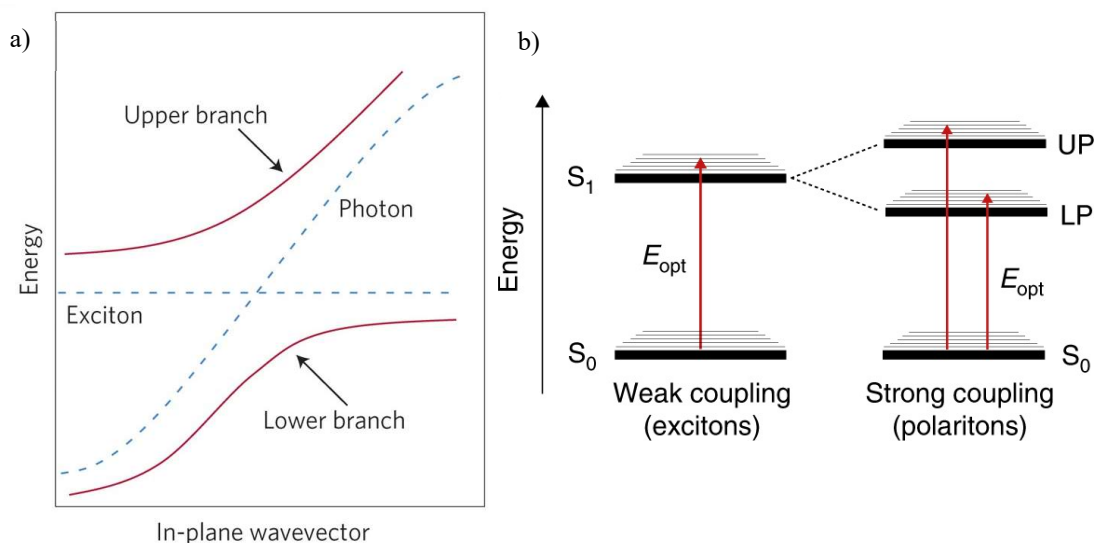 a)
Upper branch
Photon
Exciton
Lower branch
Energy
In-plane wavevector
b)
Energy
S1
S0
Eopt
Weak coupling
(excitons)
UP
LP
Eopt
S0
Strong coupling
(polaritons)